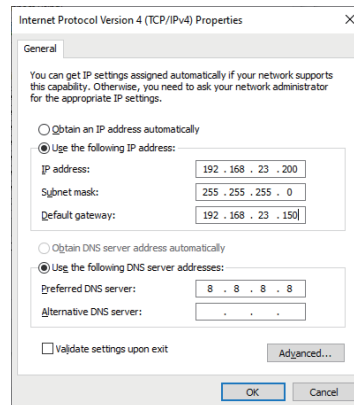 Internet Protocol Version 4 (TCP/IPv4) Properties
General
You can get IP settings assigned automatically if your network supports
this capability. Otherwise, you need to ask your network administrator
for the appropriate IP settings.
Obtain an IP address automatically
Use the following IP address:
IP address: 192 . 168 . 23 . 200
Subnet mask: 255 . 255 . 255 . 0
Default gateway: 192 . 168 . 23 . 150
Obtain DNS server address automatically
Use the following DNS server addresses:
Preferred DNS server: 8 . 8 . 8 . 8
Alternative DNS server: . . .
Validate settings upon exit
Advanced...
OK Cancel